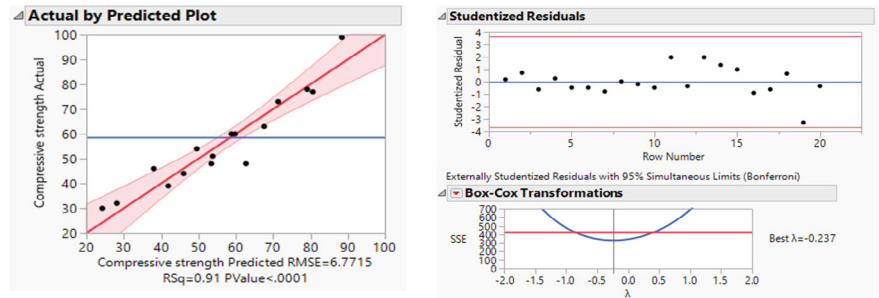 Actual by Predicted Plot
100
90
80
70
60
50
40
30
20
Compressive strength Actual
20 30 40 50 60 70 80 90 100
Compressive strength Predicted RMSE=6.7715
RSq=0.91 PValue<.0001
Studentized Residuals
4
3
2
1
0
-1
-2
-3
-4
Studentized Residual
0 5 10 15 20
Row Number
Externally Studentized Residuals with 95% Simultaneous Limits (Bonferroni)
Box-Cox Transformations
700
600
500
400
300
200
100
0
SSE
Best λ=-0.237
-2.0 -1.5 -1.0 -0.5 0.0 0.5 1.0 1.5 2.0
λ